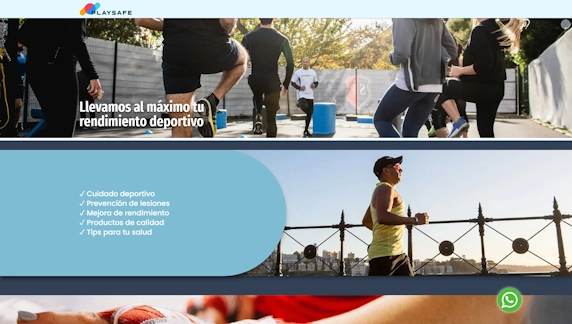 PLAYSAFE
Llevamos al máximo tu
rendimiento deportivo
✓ Cuidado deportivo
✓ Prevención de lesiones
✓ Mejora de rendimiento
✓ Productos de calidad
✓ Tips para tu salud